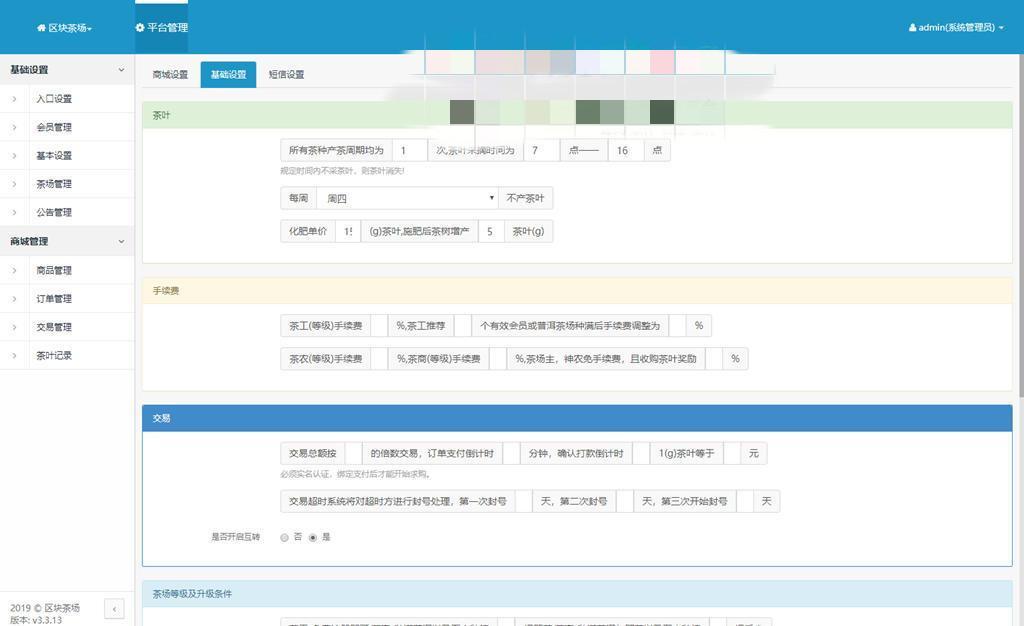 区块茶场
平台管理
admin(系统管理员)
基础设置
入口设置
会员管理
基本设置
茶场管理
公告管理
商城管理
商品管理
订单管理
交易管理
茶叶记录
2019 © 区块茶场
版本: v3.3.13
商城设置 基础设置 短信设置
茶叶
所有茶种产茶周期均为 1 次,茶叶采摘时间为 7 点—— 16 点
规定时间内不采茶叶，则茶叶消失!
每周 周四 不产茶叶
化肥单价 (g)茶叶,施肥后茶树增产 5 茶叶(g)
手续费
茶工(等级)手续费 %,茶工推荐 个有效会员或普洱茶场种满后手续费调整为 %
茶农(等级)手续费 %,茶商(等级)手续费 %,茶场主，神农免手续费，且收购茶叶奖励 %
交易
交易总额按 的倍数交易，订单支付倒计时 分钟，确认打款倒计时 1(g)茶叶等于 元
必须实名认证，绑定支付后才能开始求购。
交易超时系统将对超时方进行封号处理，第一次封号 天，第二次封号 天，第三次开始封号 天
是否开启互转 否 是
茶场等级及升级条件